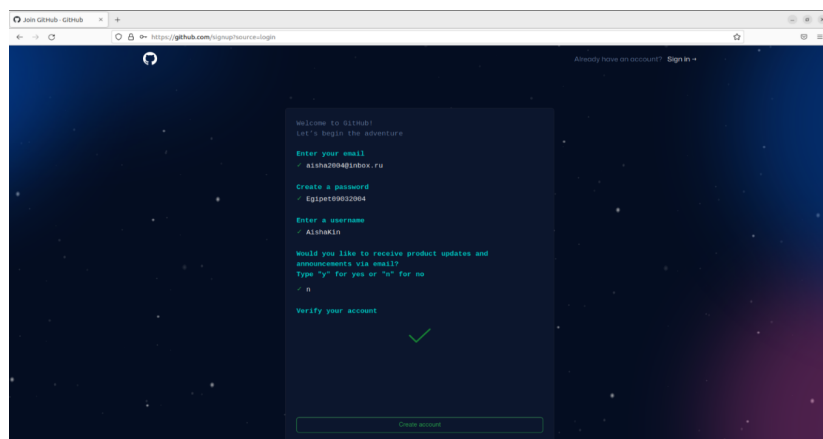 Join GitHub · GitHub
https://github.com/signup?source=login
Already have an account? Sign in →
Welcome to GitHub!
Let's begin the adventure
Enter your email
✓ aisha2004@inbox.ru
Create a password
✓ Egipet09032004
Enter a username
✓ AishaKin
Would you like to receive product updates and
announcements via email?
Type "y" for yes or "n" for no
✓ n
Verify your account
Create account